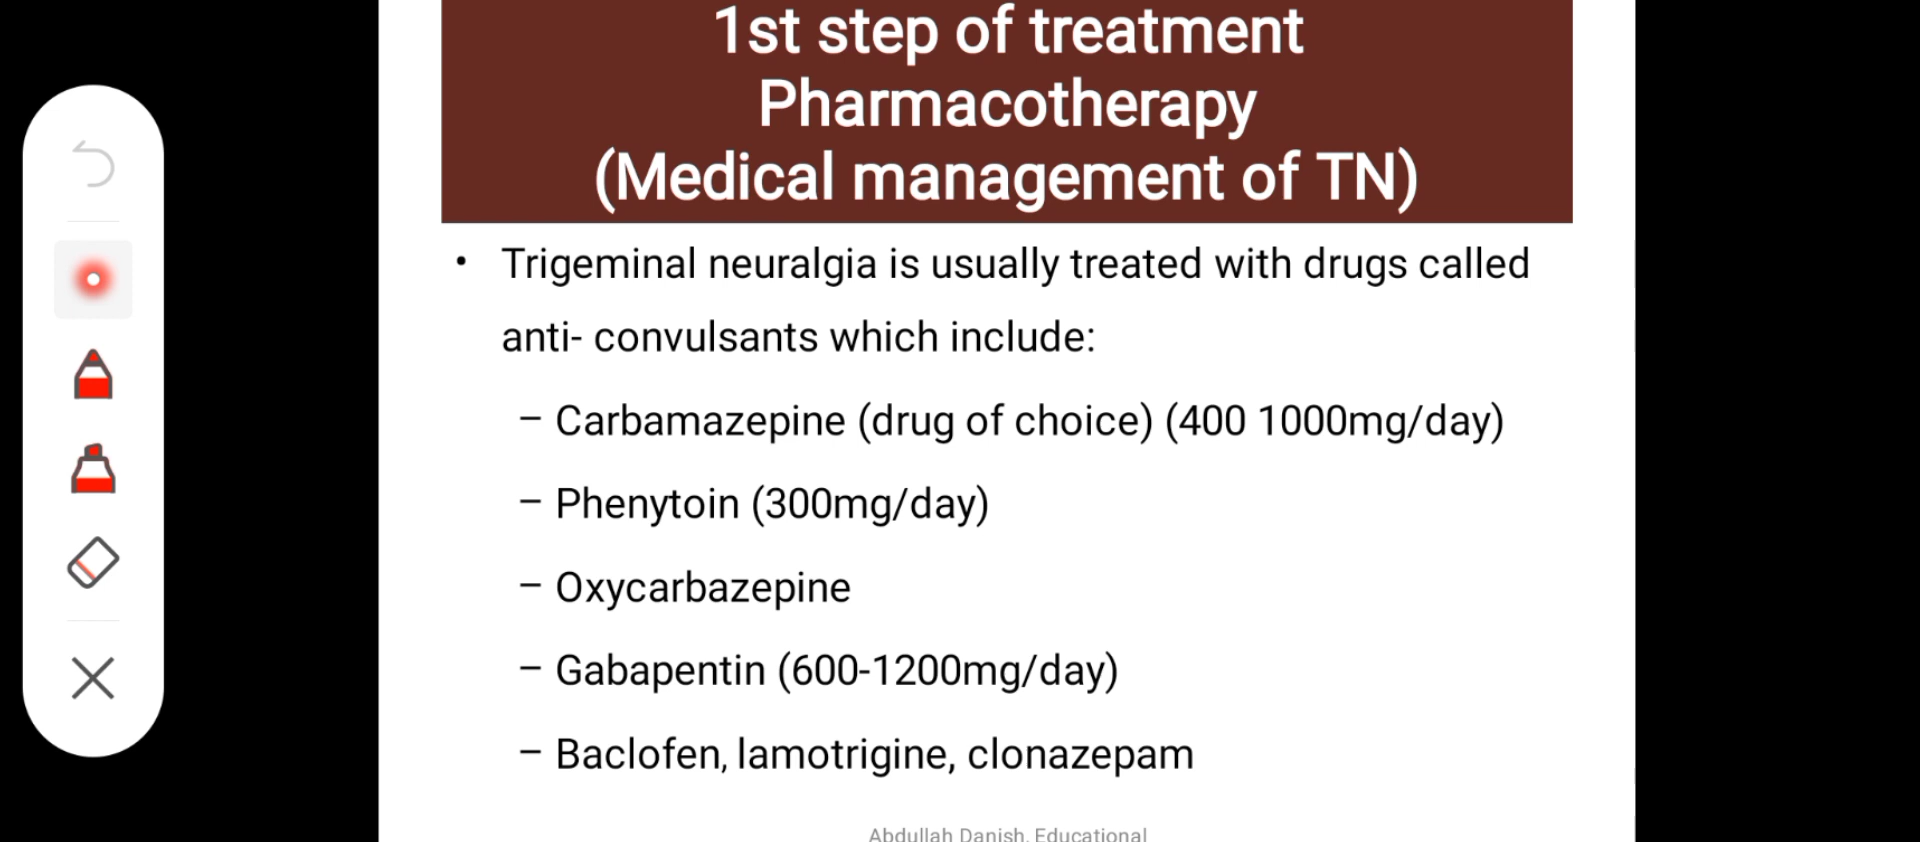 1st step of treatment
Pharmacotherapy
(Medical management of TN)
• Trigeminal neuralgia is usually treated with drugs called
anti- convulsants which include:
– Carbamazepine (drug of choice) (400 1000mg/day)
– Phenytoin (300mg/day)
– Oxycarbazepine
– Gabapentin (600-1200mg/day)
– Baclofen, lamotrigine, clonazepam
Abdullah Danish, Educational